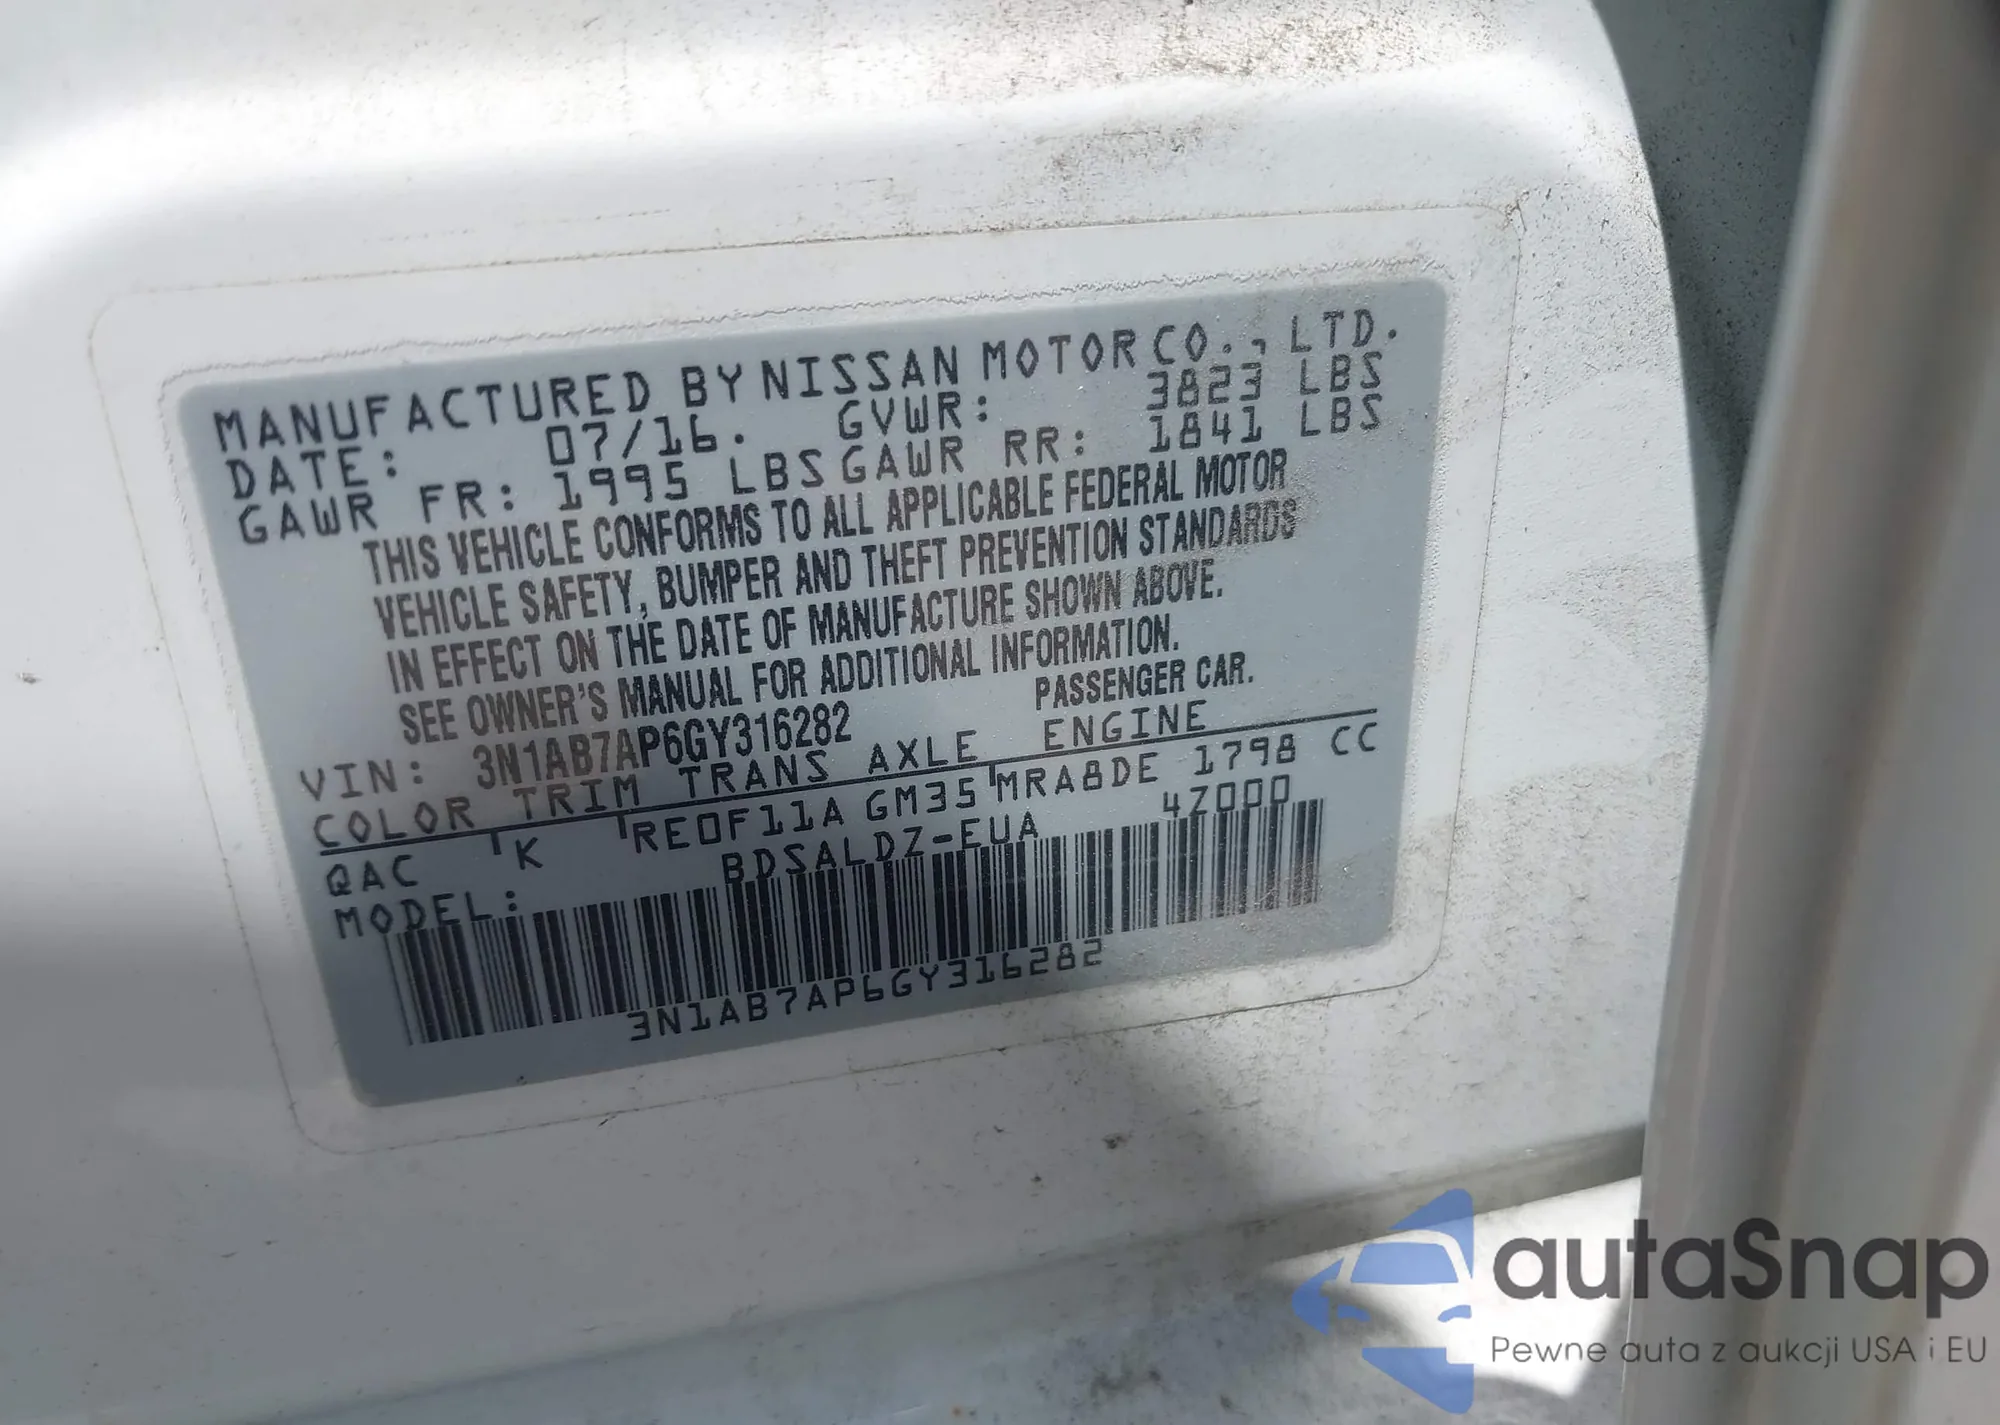 MANUFACTURED BY NISSAN MOTOR CO., LTD.
DATE: 07/16. GVWR: 3823 LBS
GAWR FR: 1995 LBS GAWR RR: 1841 LBS
THIS VEHICLE CONFORMS TO ALL APPLICABLE FEDERAL MOTOR
VEHICLE SAFETY, BUMPER AND THEFT PREVENTION STANDARDS
IN EFFECT ON THE DATE OF MANUFACTURE SHOWN ABOVE.
SEE OWNER'S MANUAL FOR ADDITIONAL INFORMATION.
VIN: 3N1AB7AP6GY316282 PASSENGER CAR.
COLOR TRIM TRANS AXLE ENGINE
QAC K RE0F11A GM35 MRA8DE 1798 CC
MODEL: BDSALDZ-EUA 4Z000
3N1AB7AP6GY316282
autaSnap
Pewne auta z aukcji USA i EU